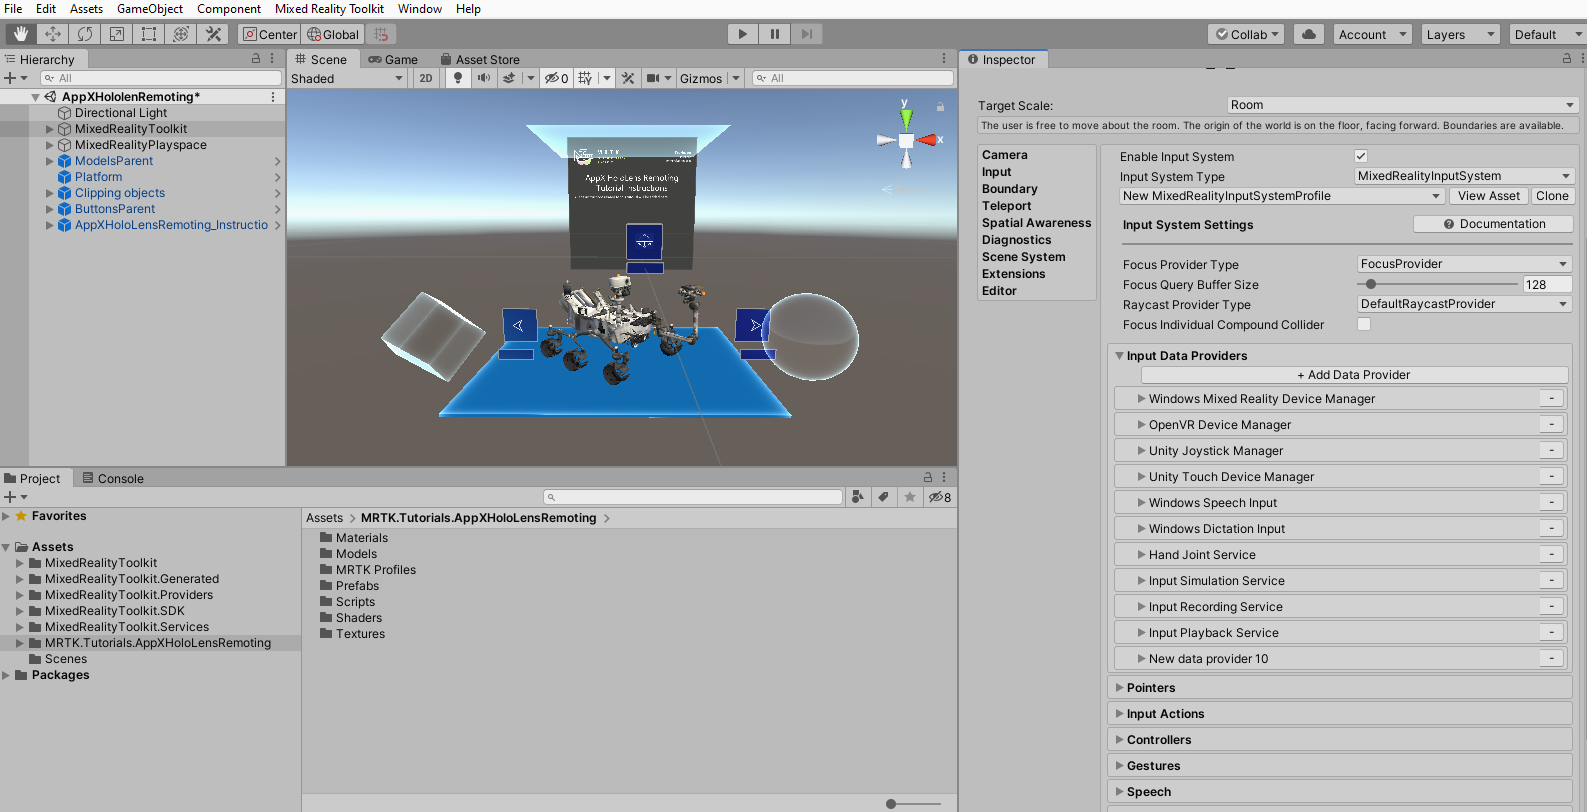 File Edit Assets GameObject Component Mixed Reality Toolkit Window Help
Center Global Collab Account Layers Default
Hierarchy
All
AppXHololenRemoting*
Directional Light
MixedRealityToolkit
MixedRealityPlayspace
ModelsParent
Platform
Clipping objects
ButtonsParent
AppXHoloLensRemoting_Instructio
Scene Game Asset Store
Shaded 2D 0 Gizmos All
y
x
MRTK
AppX HoloLens Remoting
Tutorial Instructions
Inspector
Target Scale: Room
The user is free to move about the room. The origin of the world is on the floor, facing forward. Boundaries are available.
Camera
Input
Boundary
Teleport
Spatial Awareness
Diagnostics
Scene System
Extensions
Editor
Enable Input System
Input System Type MixedRealityInputSystem
New MixedRealityInputSystemProfile View Asset Clone
Input System Settings Documentation
Focus Provider Type FocusProvider
Focus Query Buffer Size 128
Raycast Provider Type DefaultRaycastProvider
Focus Individual Compound Collider
Input Data Providers
+ Add Data Provider
Windows Mixed Reality Device Manager -
OpenVR Device Manager -
Unity Joystick Manager -
Unity Touch Device Manager -
Windows Speech Input -
Windows Dictation Input -
Hand Joint Service -
Input Simulation Service -
Input Recording Service -
Input Playback Service -
New data provider 10 -
Pointers
Input Actions
Controllers
Gestures
Speech
Project Console
8
Favorites
Assets
MixedRealityToolkit
MixedRealityToolkit.Generated
MixedRealityToolkit.Providers
MixedRealityToolkit.SDK
MixedRealityToolkit.Services
MRTK.Tutorials.AppXHoloLensRemoting
Scenes
Packages
Assets > MRTK.Tutorials.AppXHoloLensRemoting >
Materials
Models
MRTK Profiles
Prefabs
Scripts
Shaders
Textures